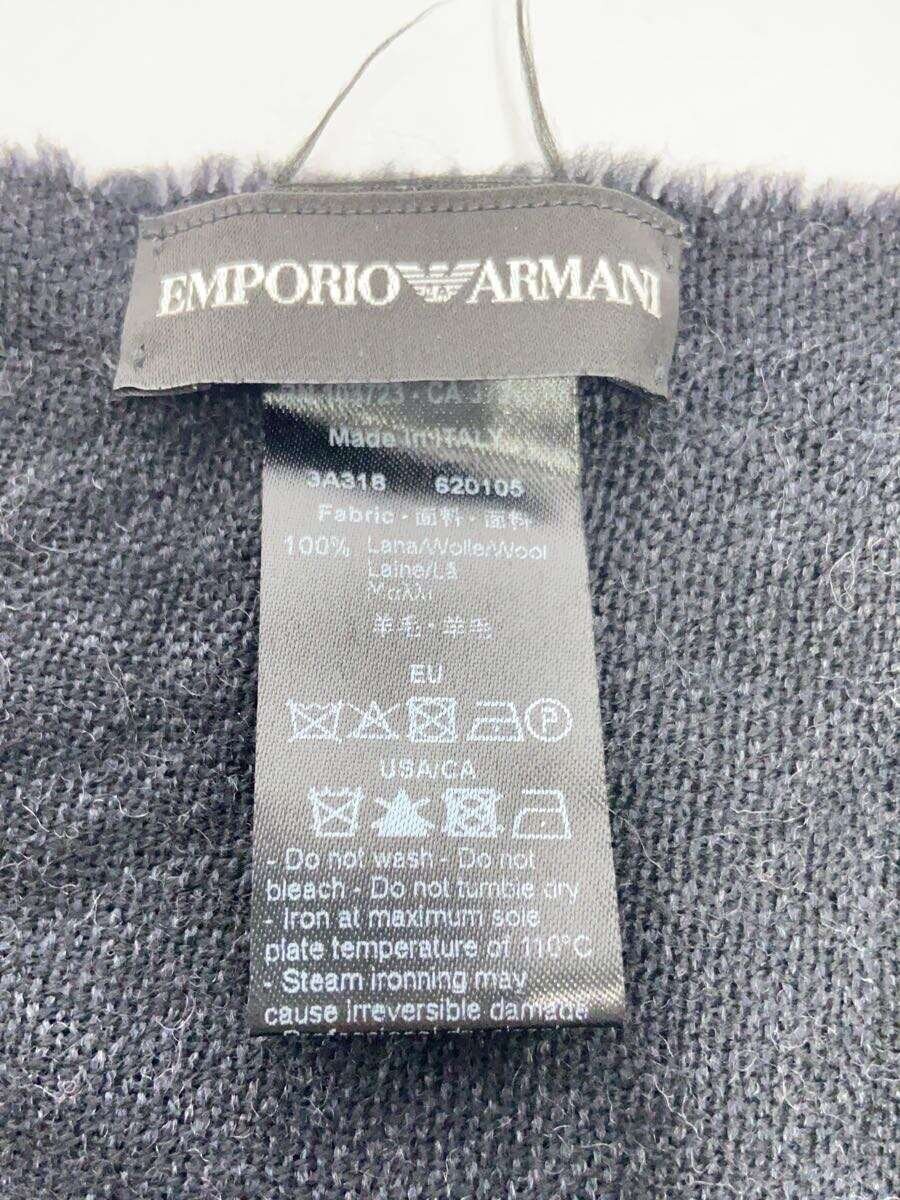 EMPORIO ARMANI
Made in ITALY
3A318 620105
Fabric · 面料 · 面料
100% Lana/Wolle/Wool
Laine/Lã
Μαλλί
羊毛 · 羊毛
EU
P
USA/CA
- Do not wash - Do not
bleach - Do not tumble dry
- Iron at maximum sole
plate temperature of 110°C
- Steam ironning may
cause irreversible damage